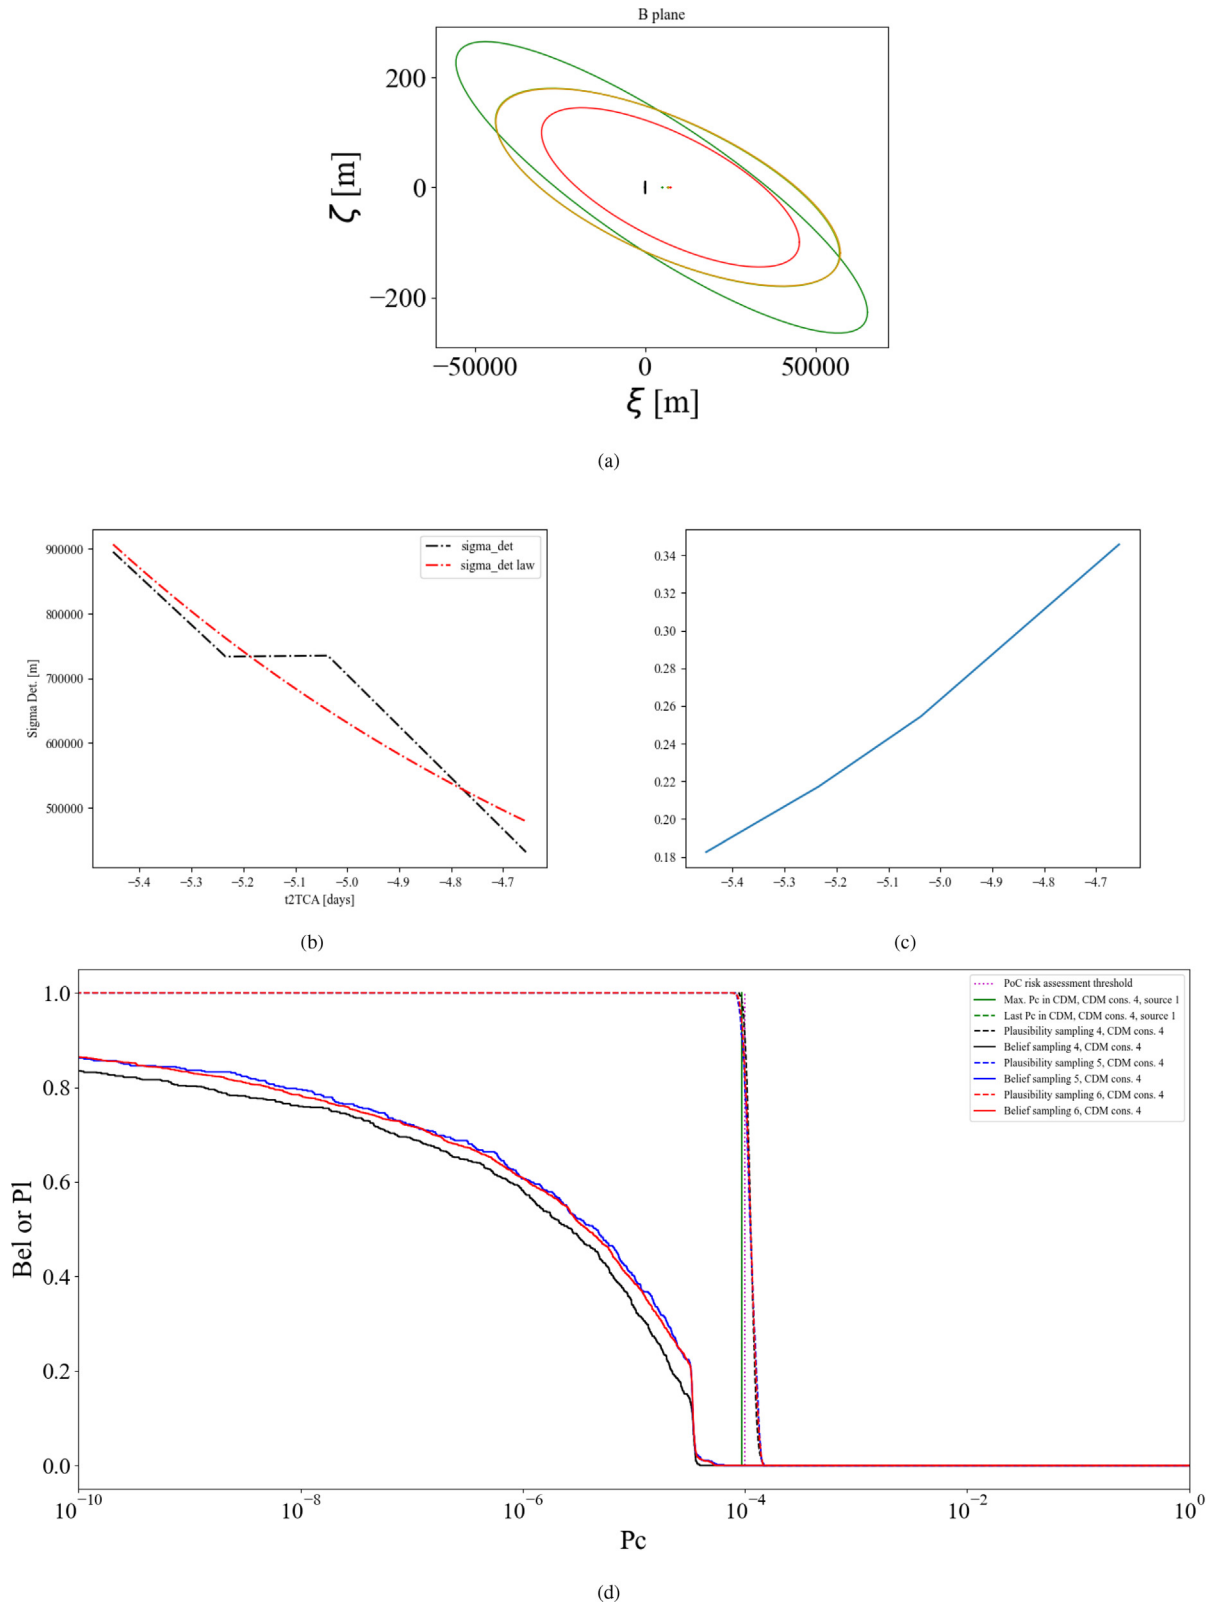 B plane
200
0
−200
ζ [m]
−50000
0
50000
ξ [m]
(a)
900000
800000
700000
600000
500000
Sigma Det. [m]
sigma_det
sigma_det law
−5.4
−5.3
−5.2
−5.1
−5.0
−4.9
−4.8
−4.7
t2TCA [days]
(b)
0.34
0.32
0.30
0.28
0.26
0.24
0.22
0.20
0.18
−5.4
−5.3
−5.2
−5.1
−5.0
−4.9
−4.8
−4.7
(c)
1.0
0.8
0.6
0.4
0.2
0.0
Bel or Pl
PoC risk assessment threshold
Max. Pc in CDM, CDM cons. 4, source 1
Last Pc in CDM, CDM cons. 4, source 1
Plausibility sampling 4, CDM cons. 4
Belief sampling 4, CDM cons. 4
Plausibility sampling 5, CDM cons. 4
Belief sampling 5, CDM cons. 4
Plausibility sampling 6, CDM cons. 4
Belief sampling 6, CDM cons. 4
10⁻¹⁰
10⁻⁸
10⁻⁶
10⁻⁴
10⁻²
10⁰
Pc
(d)